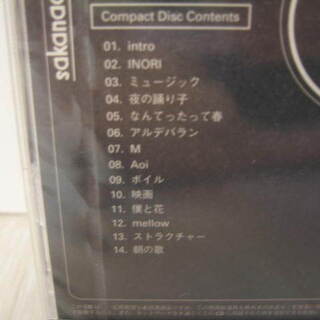 sakanac
Compact Disc Contents
01. intro
02. INORI
03. ミュージック
04. 夜の踊り子
05. なんてったって春
06. アルデバラン
07. M
08. Aoi
09. ボイル
10. 映画
11. 僕と花
12. mellow
13. ストラクチャー
14. 朝の歌